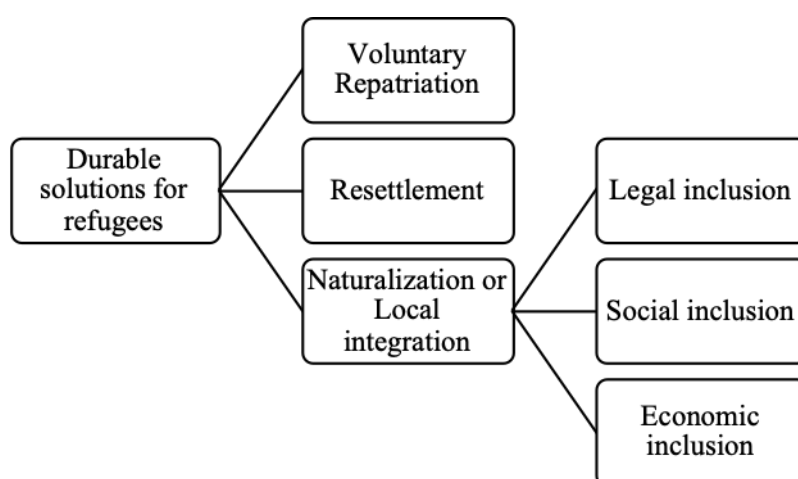 Durable
solutions for
refugees
Voluntary
Repatriation
Resettlement
Naturalization or
Local
integration
Legal inclusion
Social inclusion
Economic
inclusion